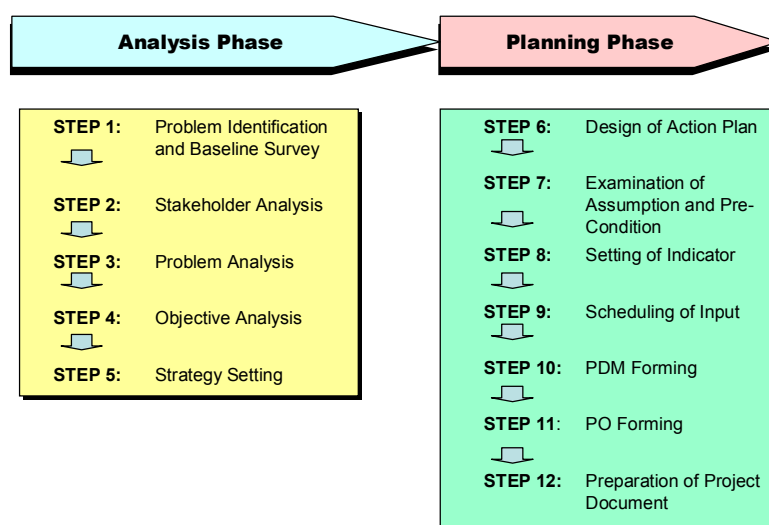 Analysis Phase
Planning Phase
STEP 1: Problem Identification
and Baseline Survey
STEP 2: Stakeholder Analysis
STEP 3: Problem Analysis
STEP 4: Objective Analysis
STEP 5: Strategy Setting
STEP 6: Design of Action Plan
STEP 7: Examination of
Assumption and Pre-
Condition
STEP 8: Setting of Indicator
STEP 9: Scheduling of Input
STEP 10: PDM Forming
STEP 11: PO Forming
STEP 12: Preparation of Project
Document